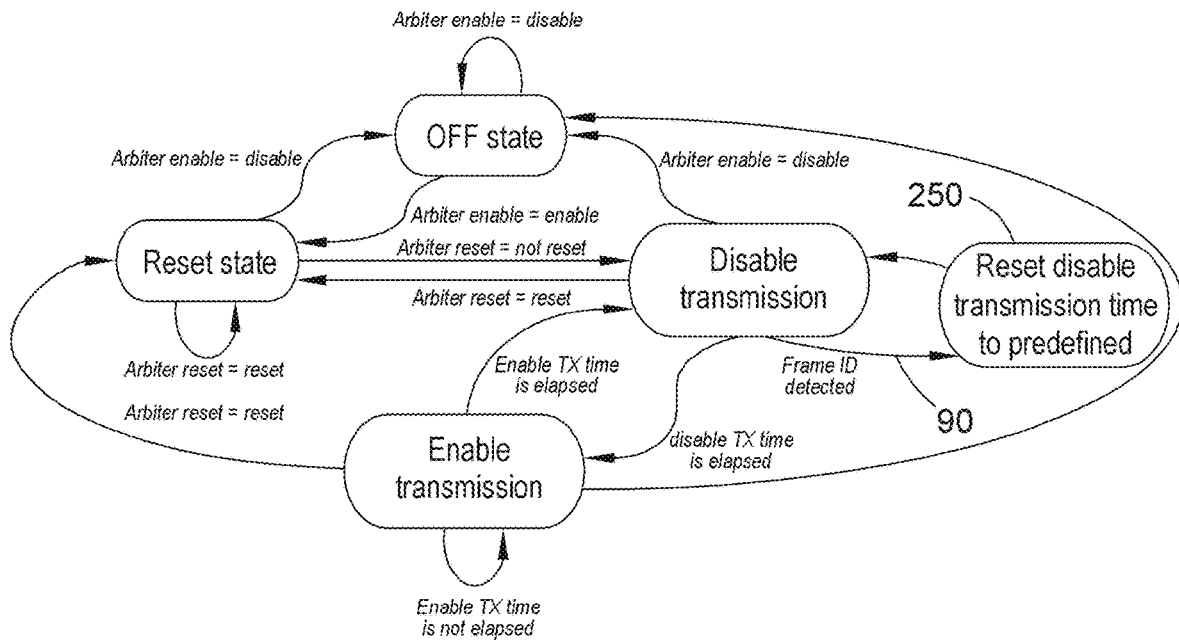 Arbiter enable = disable
OFF state
Arbiter enable = disable
Arbiter enable = disable
250
Arbiter enable = enable
Arbiter reset = not reset
Reset state
Disable
transmission
Reset disable
transmission time
to predefined
Arbiter reset = reset
Arbiter reset = reset
Enable TX time
is elapsed
Frame ID
detected
90
Arbiter reset = reset
disable TX time
is elapsed
Enable
transmission
Enable TX time
is not elapsed